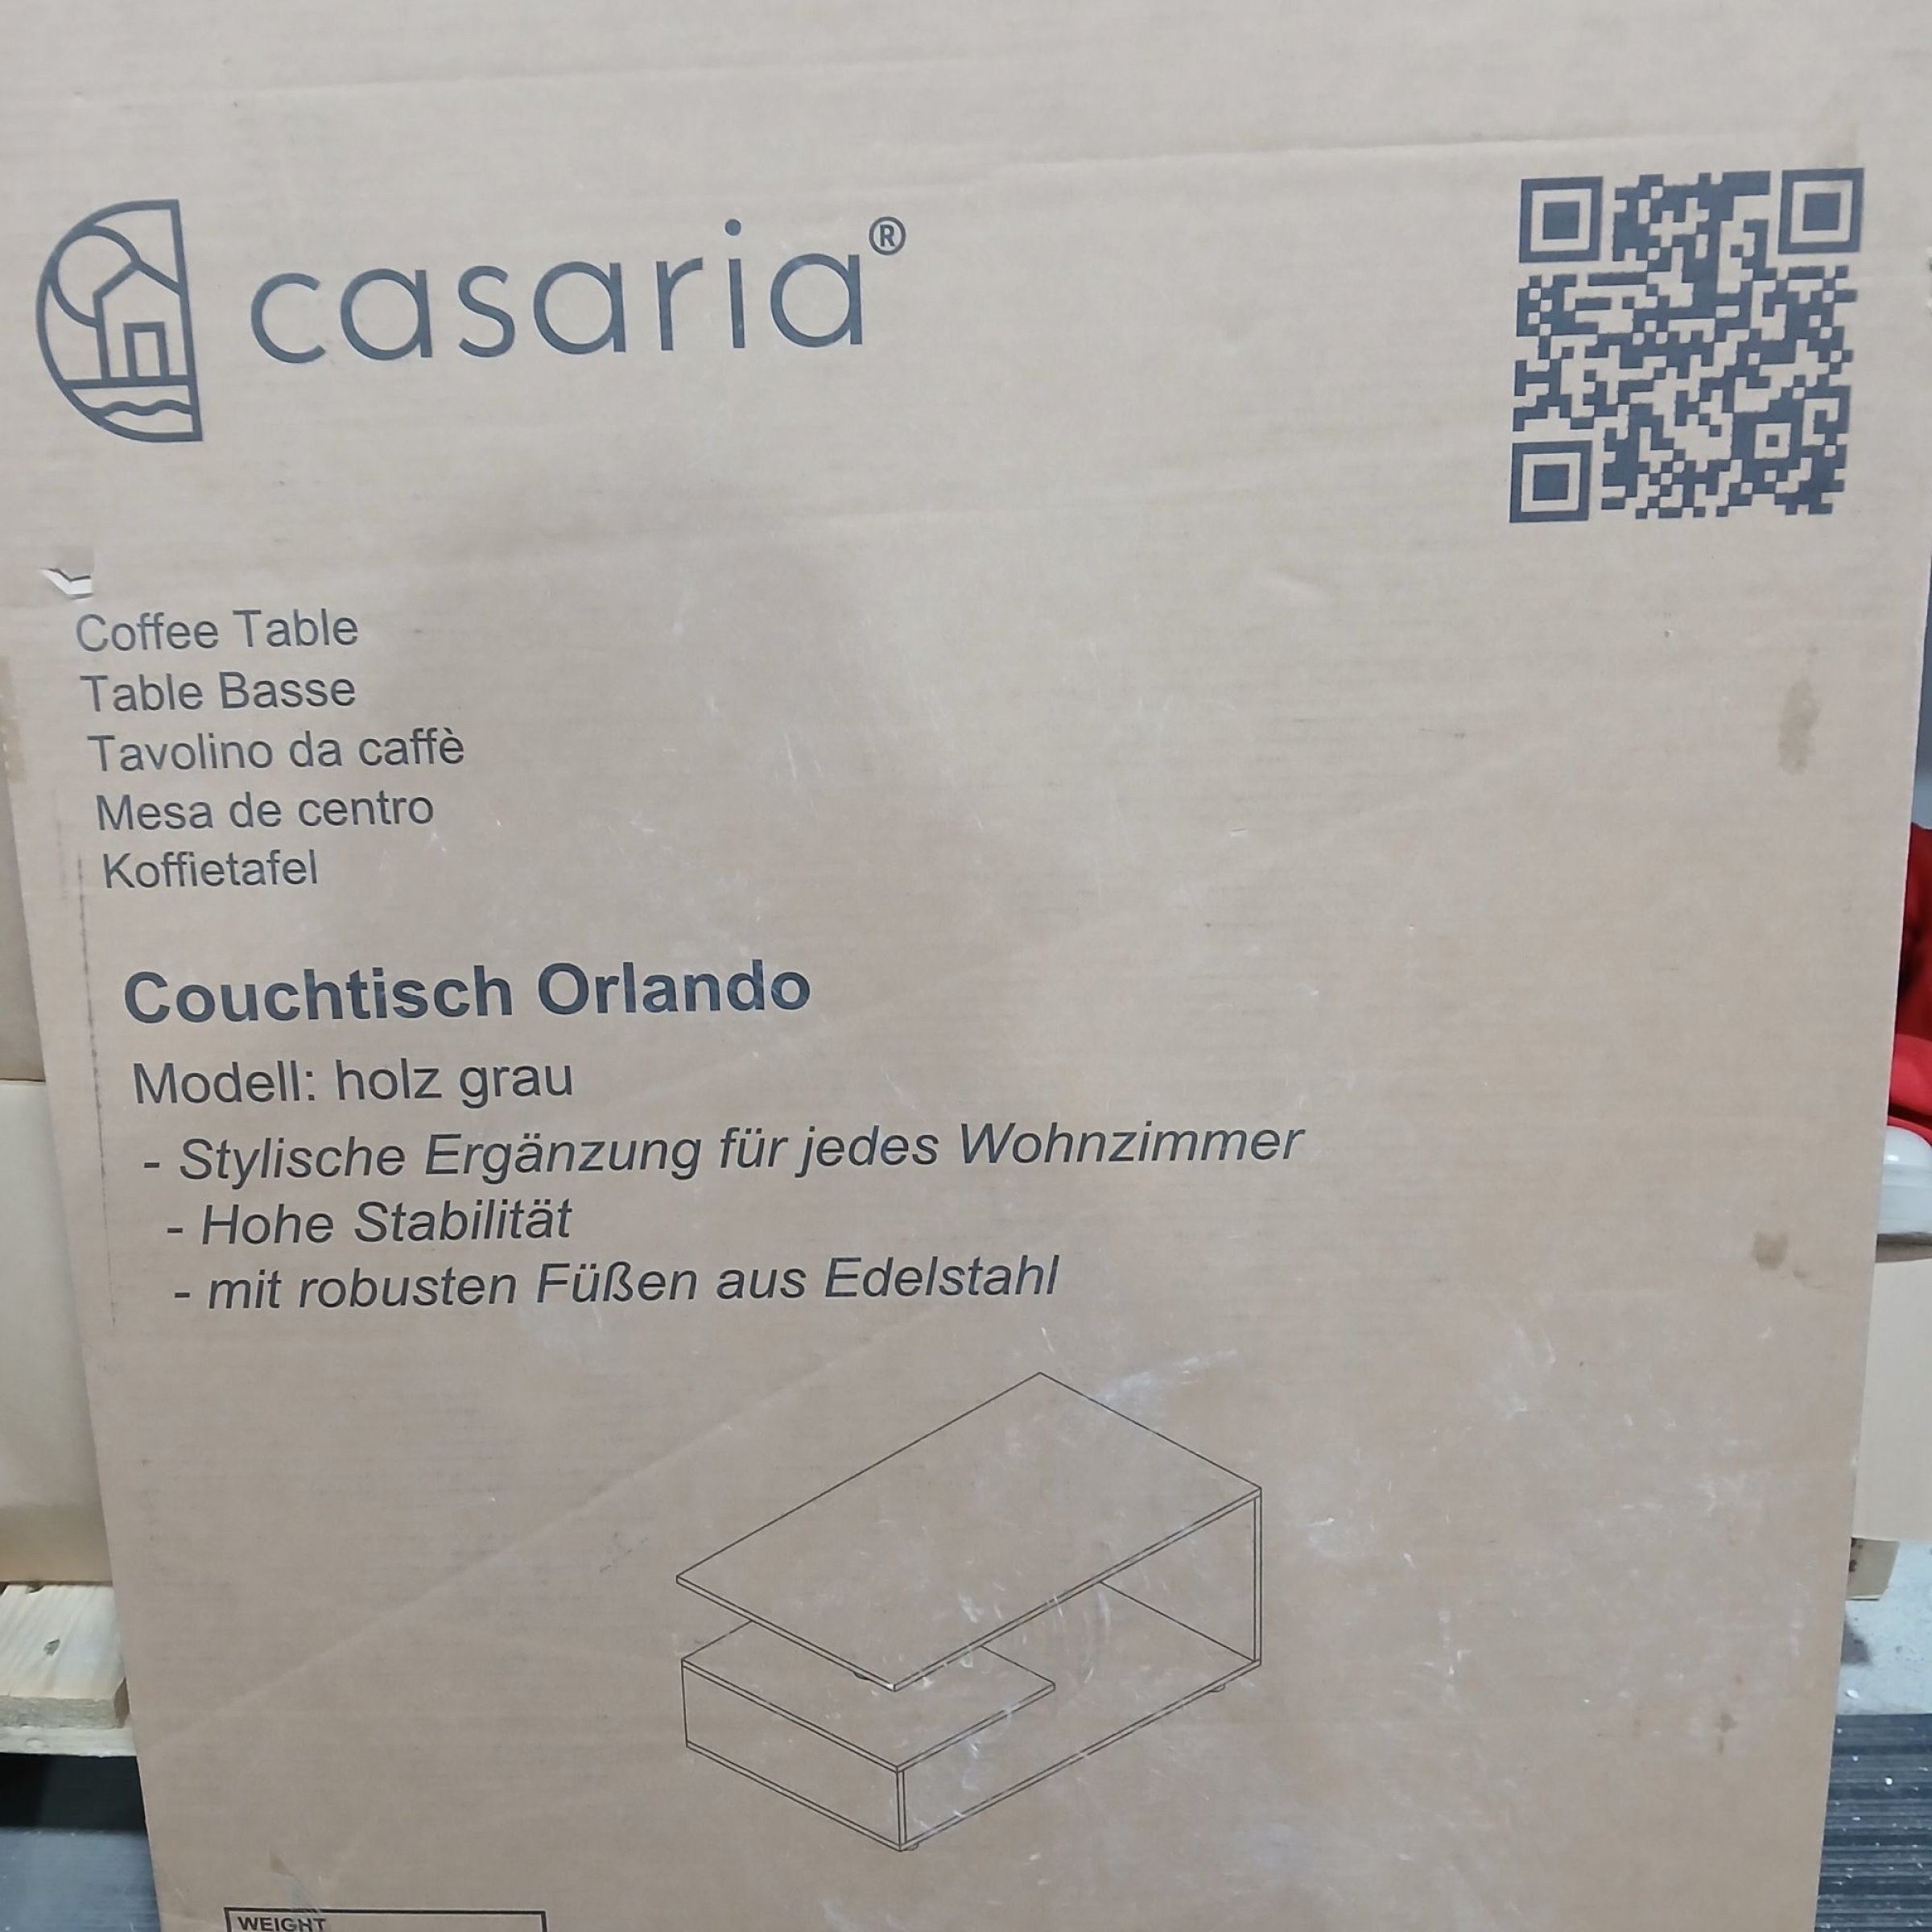 casaria®
Coffee Table
Table Basse
Tavolino da caffè
Mesa de centro
Koffietafel
Couchtisch Orlando
Modell: holz grau
- Stylische Ergänzung für jedes Wohnzimmer
- Hohe Stabilität
- mit robusten Füßen aus Edelstahl
WEIGHT